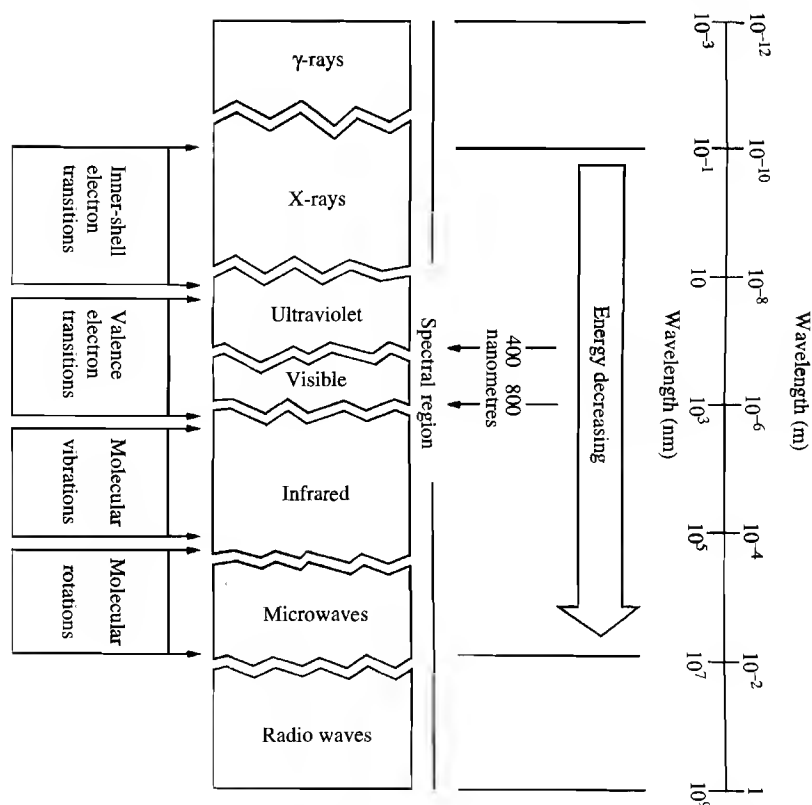 Wavelength (m)
10⁻¹² 10⁻¹⁰ 10⁻⁸ 10⁻⁶ 10⁻⁴ 10⁻² 1
Wavelength (nm)
10⁻³ 10⁻¹ 10 10³ 10⁵ 10⁷ 10⁹
Energy decreasing
400 800
nanometres
Spectral region
γ-rays
X-rays
Ultraviolet
Visible
Infrared
Microwaves
Radio waves
Inner-shell
electron
transitions
Valence
electron
transitions
Molecular
vibrations
Molecular
rotations